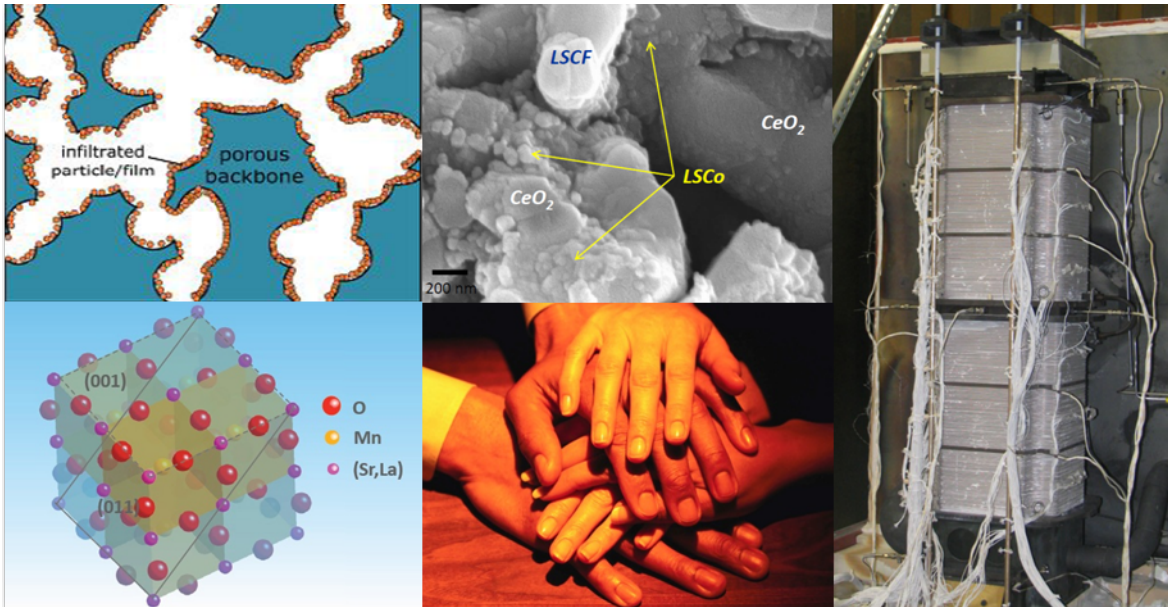 infiltrated
particle/film
porous
backbone
LSCF
CeO₂
LSCo
CeO₂
200 nm
(001)
(011)
O
Mn
(Sr,La)